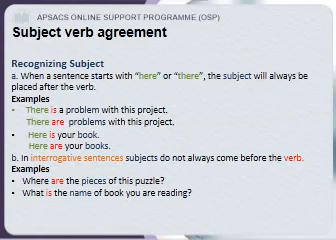 APSACS ONLINE SUPPORT PROGRAMME (OSP)
Subject verb agreement
Recognizing Subject
a. When a sentence starts with “here” or “there”, the subject will always be
placed after the verb.
Examples
• There is a problem with this project.
There are problems with this project.
• Here is your book.
Here are your books.
b. In interrogative sentences subjects do not always come before the verb.
Examples
• Where are the pieces of this puzzle?
• What is the name of book you are reading?